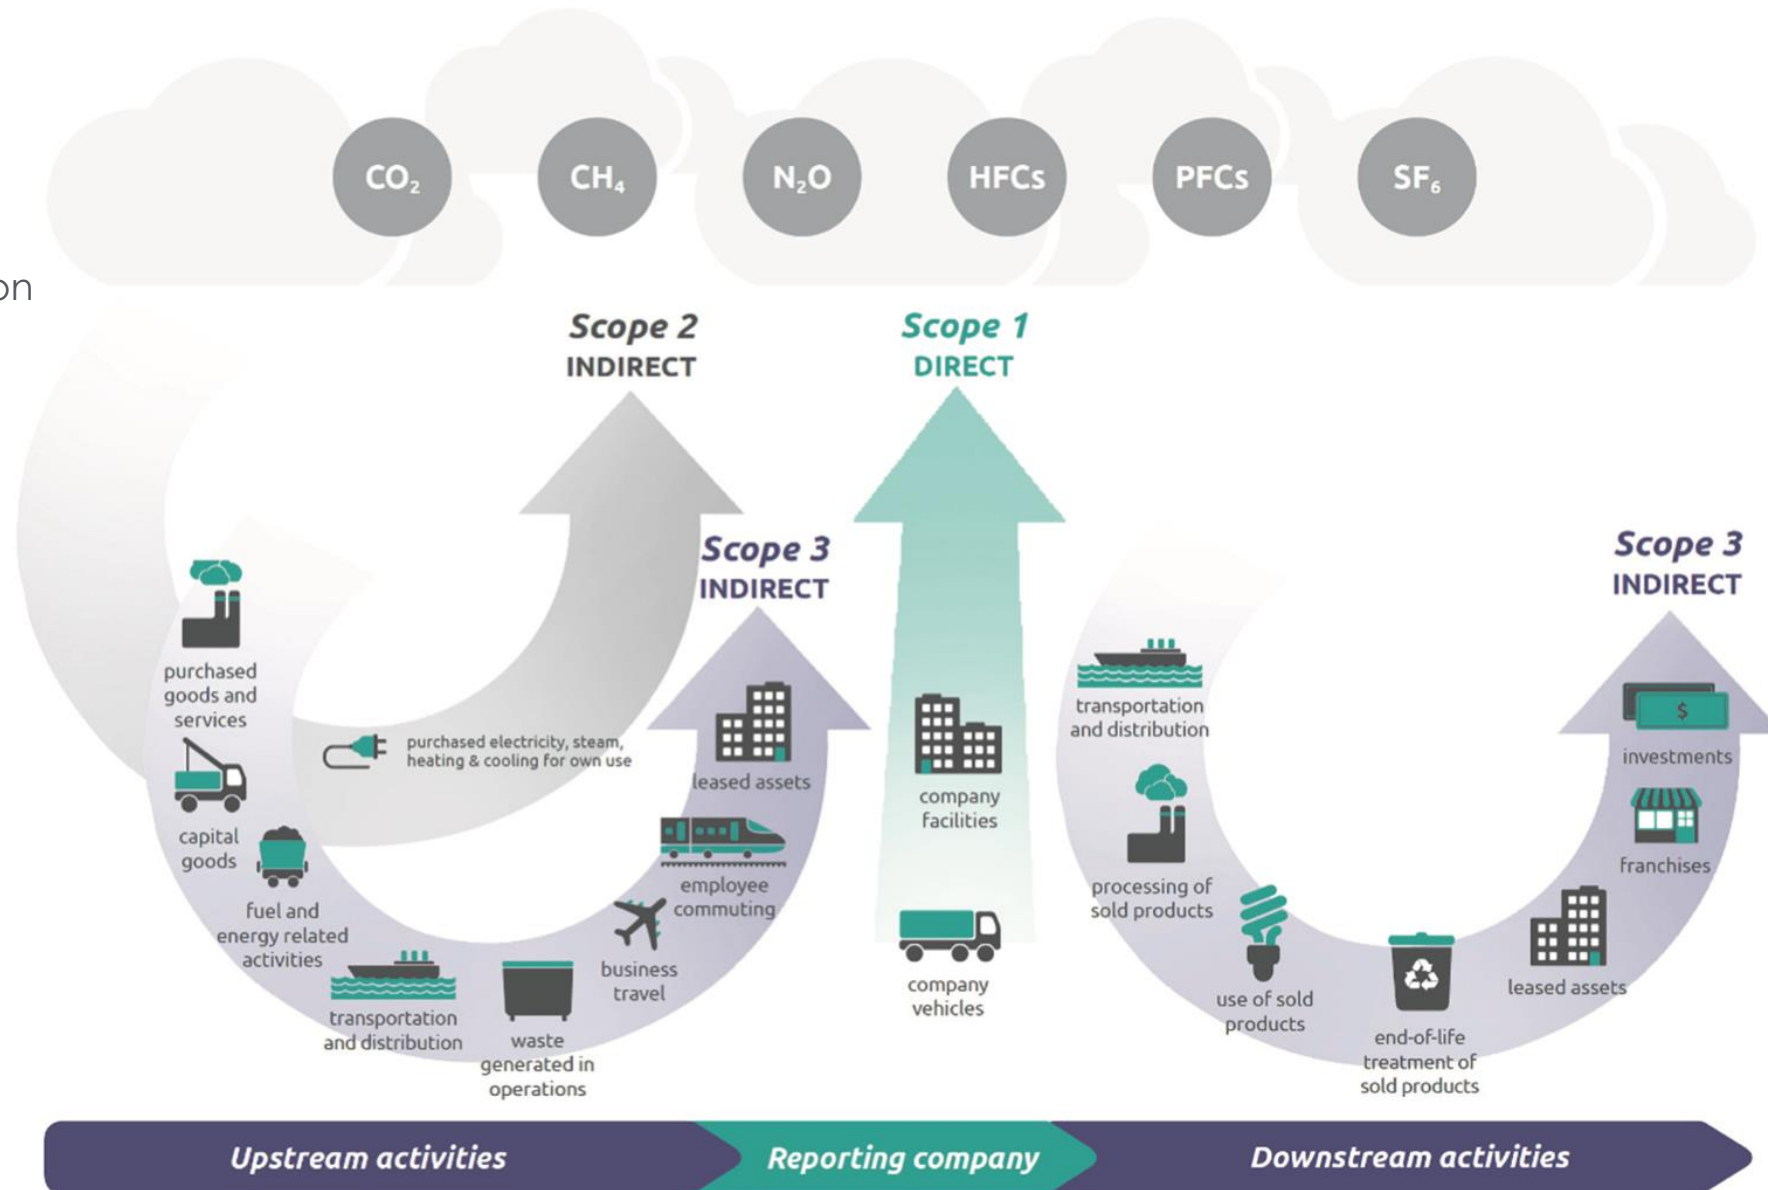 CO₂
CH₄
N₂O
HFCs
PFCs
SF₆
on
Scope 2
INDIRECT
Scope 1
DIRECT
Scope 3
INDIRECT
Scope 3
INDIRECT
purchased
goods and
services
capital
goods
fuel and
energy related
activities
transportation
and distribution
waste
generated in
operations
business
travel
employee
commuting
leased assets
purchased electricity, steam,
heating & cooling for own use
company
facilities
company
vehicles
transportation
and distribution
processing of
sold products
use of sold
products
end-of-life
treatment of
sold products
leased assets
franchises
$
investments
Upstream activities
Reporting company
Downstream activities